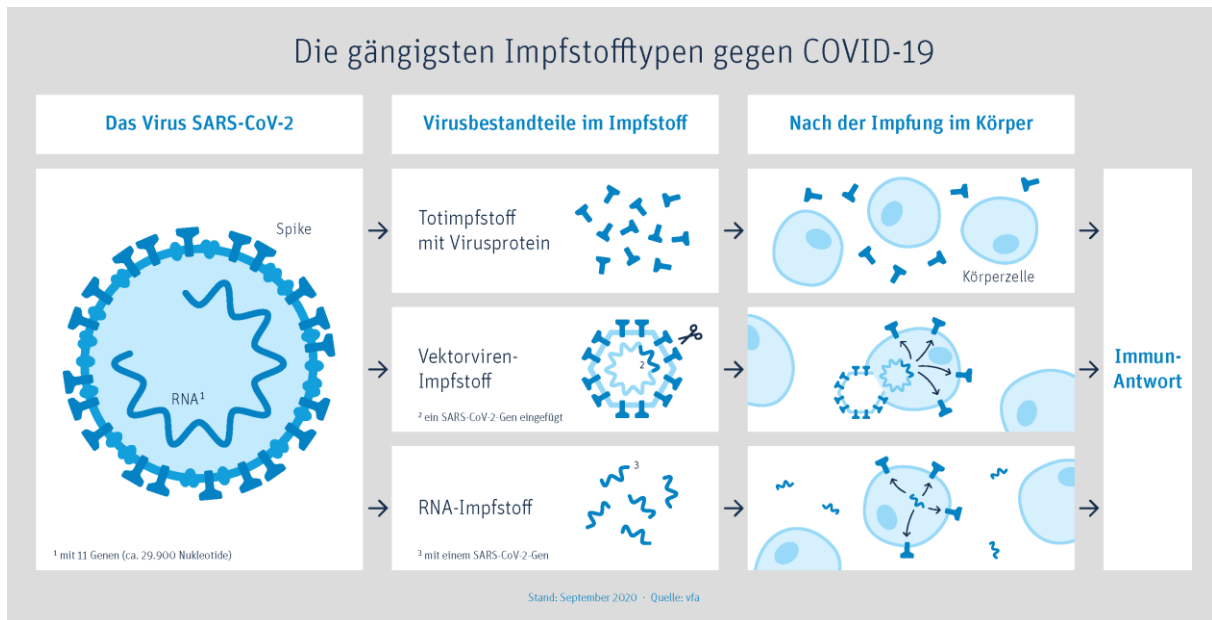 Die gängigsten Impfstofftypen gegen COVID-19
Das Virus SARS-CoV-2
Virusbestandteile im Impfstoff
Nach der Impfung im Körper
Spike
RNA¹
¹ mit 11 Genen (ca. 29.900 Nukleotide)
Totimpfstoff
mit Virusprotein
Körperzelle
Vektorviren-
Impfstoff
2
² ein SARS-CoV-2-Gen eingefügt
RNA-Impfstoff
3
³ mit einem SARS-CoV-2-Gen
Immun-
Antwort
Stand: September 2020 · Quelle: vfa